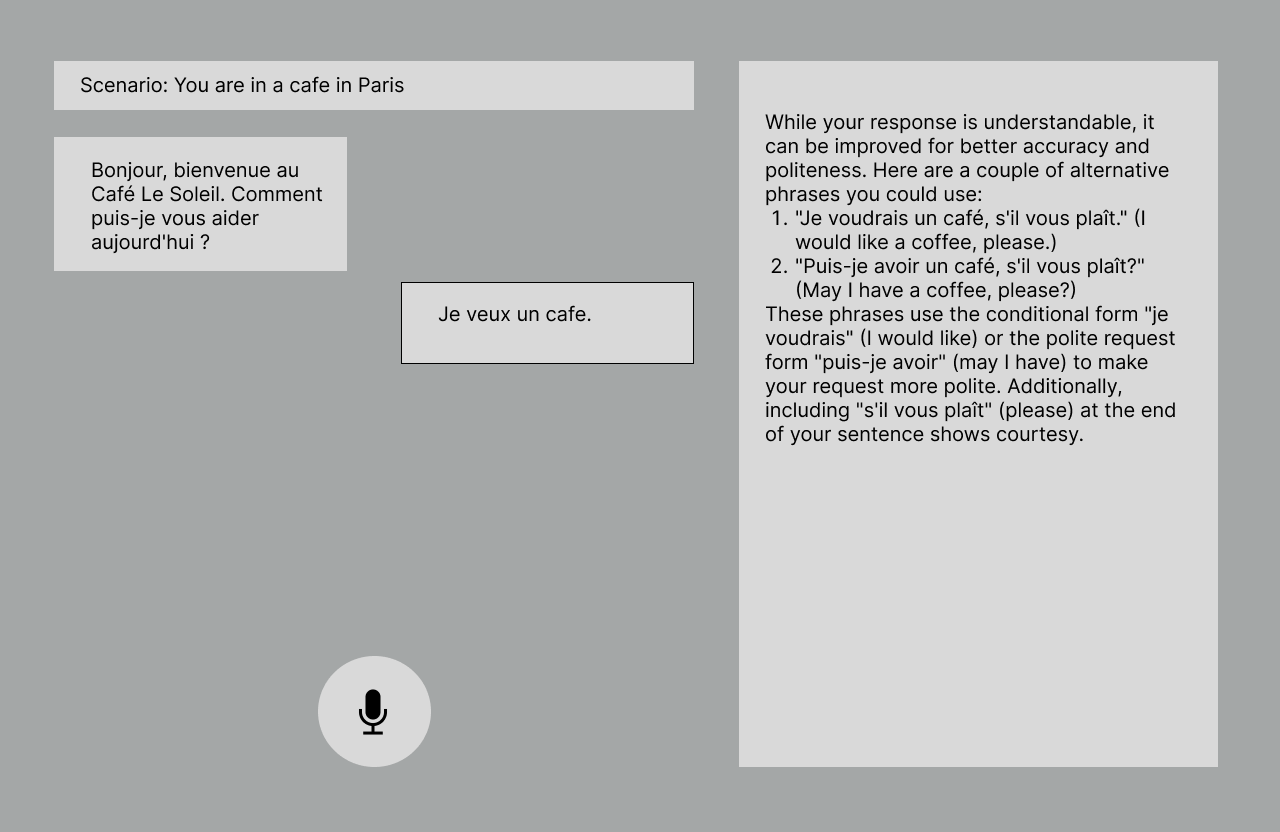 Scenario: You are in a cafe in Paris
Bonjour, bienvenue au
Café Le Soleil. Comment
puis-je vous aider
aujourd'hui ?
Je veux un cafe.
While your response is understandable, it
can be improved for better accuracy and
politeness. Here are a couple of alternative
phrases you could use:
1. "Je voudrais un café, s'il vous plaît." (I
would like a coffee, please.)
2. "Puis-je avoir un café, s'il vous plaît?"
(May I have a coffee, please?)
These phrases use the conditional form "je
voudrais" (I would like) or the polite request
form "puis-je avoir" (may I have) to make
your request more polite. Additionally,
including "s'il vous plaît" (please) at the end
of your sentence shows courtesy.